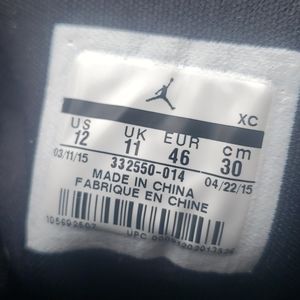 XC
US UK EUR cm
12 11 46 30
03/11/15 332550-014 04/22/15
MADE IN CHINA
FABRIQUE EN CHINE
UPC